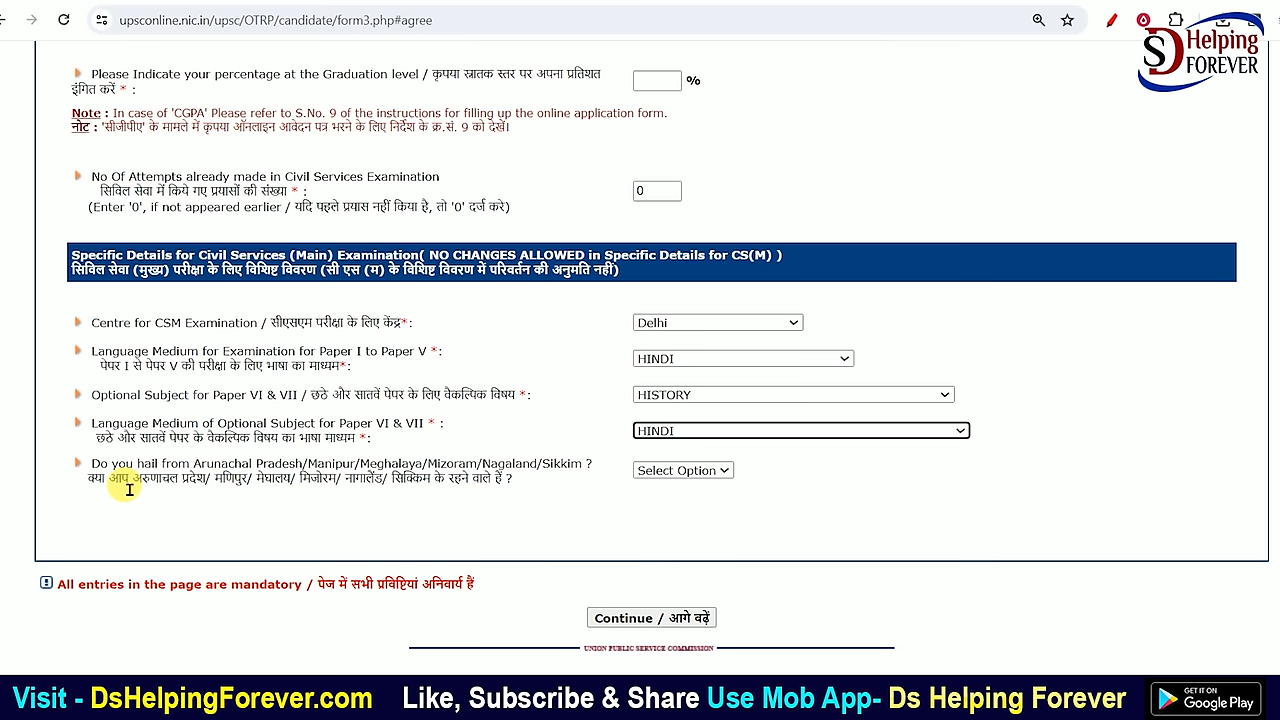 upsconline.nic.in/upsc/OTRP/candidate/form3.php#agree
SD Helping
FOREVER
Please Indicate your percentage at the Graduation level / कृपया स्नातक स्तर पर अपना प्रतिशत
इंगित करें * :
%
Note : In case of 'CGPA' Please refer to S.No. 9 of the instructions for filling up the online application form.
नोट : 'सीजीपीए' के मामले में कृपया ऑनलाइन आवेदन पत्र भरने के लिए निर्देश के क्र.सं. 9 को देखें।
No Of Attempts already made in Civil Services Examination
सिविल सेवा में किये गए प्रयासों की संख्या * :
0
(Enter '0', if not appeared earlier / यदि पहले प्रयास नहीं किया है, तो '0' दर्ज करे)
Specific Details for Civil Services (Main) Examination( NO CHANGES ALLOWED in Specific Details for CS(M) )
सिविल सेवा (मुख्य) परीक्षा के लिए विशिष्ट विवरण (सी एस (म) के विशिष्ट विवरण में परिवर्तन की अनुमति नहीं)
Centre for CSM Examination / सीएसएम परीक्षा के लिए केंद्र*:
Delhi
Language Medium for Examination for Paper I to Paper V *:
पेपर I से पेपर V की परीक्षा के लिए भाषा का माध्यम*:
HINDI
Optional Subject for Paper VI & VII / छठे और सातवें पेपर के लिए वैकल्पिक विषय *:
HISTORY
Language Medium of Optional Subject for Paper VI & VII * :
छठे और सातवें पेपर के वैकल्पिक विषय का भाषा माध्यम *:
HINDI
Do you hail from Arunachal Pradesh/Manipur/Meghalaya/Mizoram/Nagaland/Sikkim ?
क्या आप अरुणाचल प्रदेश/ मणिपुर/ मेघालय/ मिजोरम/ नागालैंड/ सिक्किम के रहने वाले हैं ?
Select Option
All entries in the page are mandatory / पेज में सभी प्रविष्टियां अनिवार्य हैं
Continue / आगे बढ़ें
UNION PUBLIC SERVICE COMMISSION
Visit - DsHelpingForever.com Like, Subscribe & Share Use Mob App- Ds Helping Forever
GET IT ON
Google Play